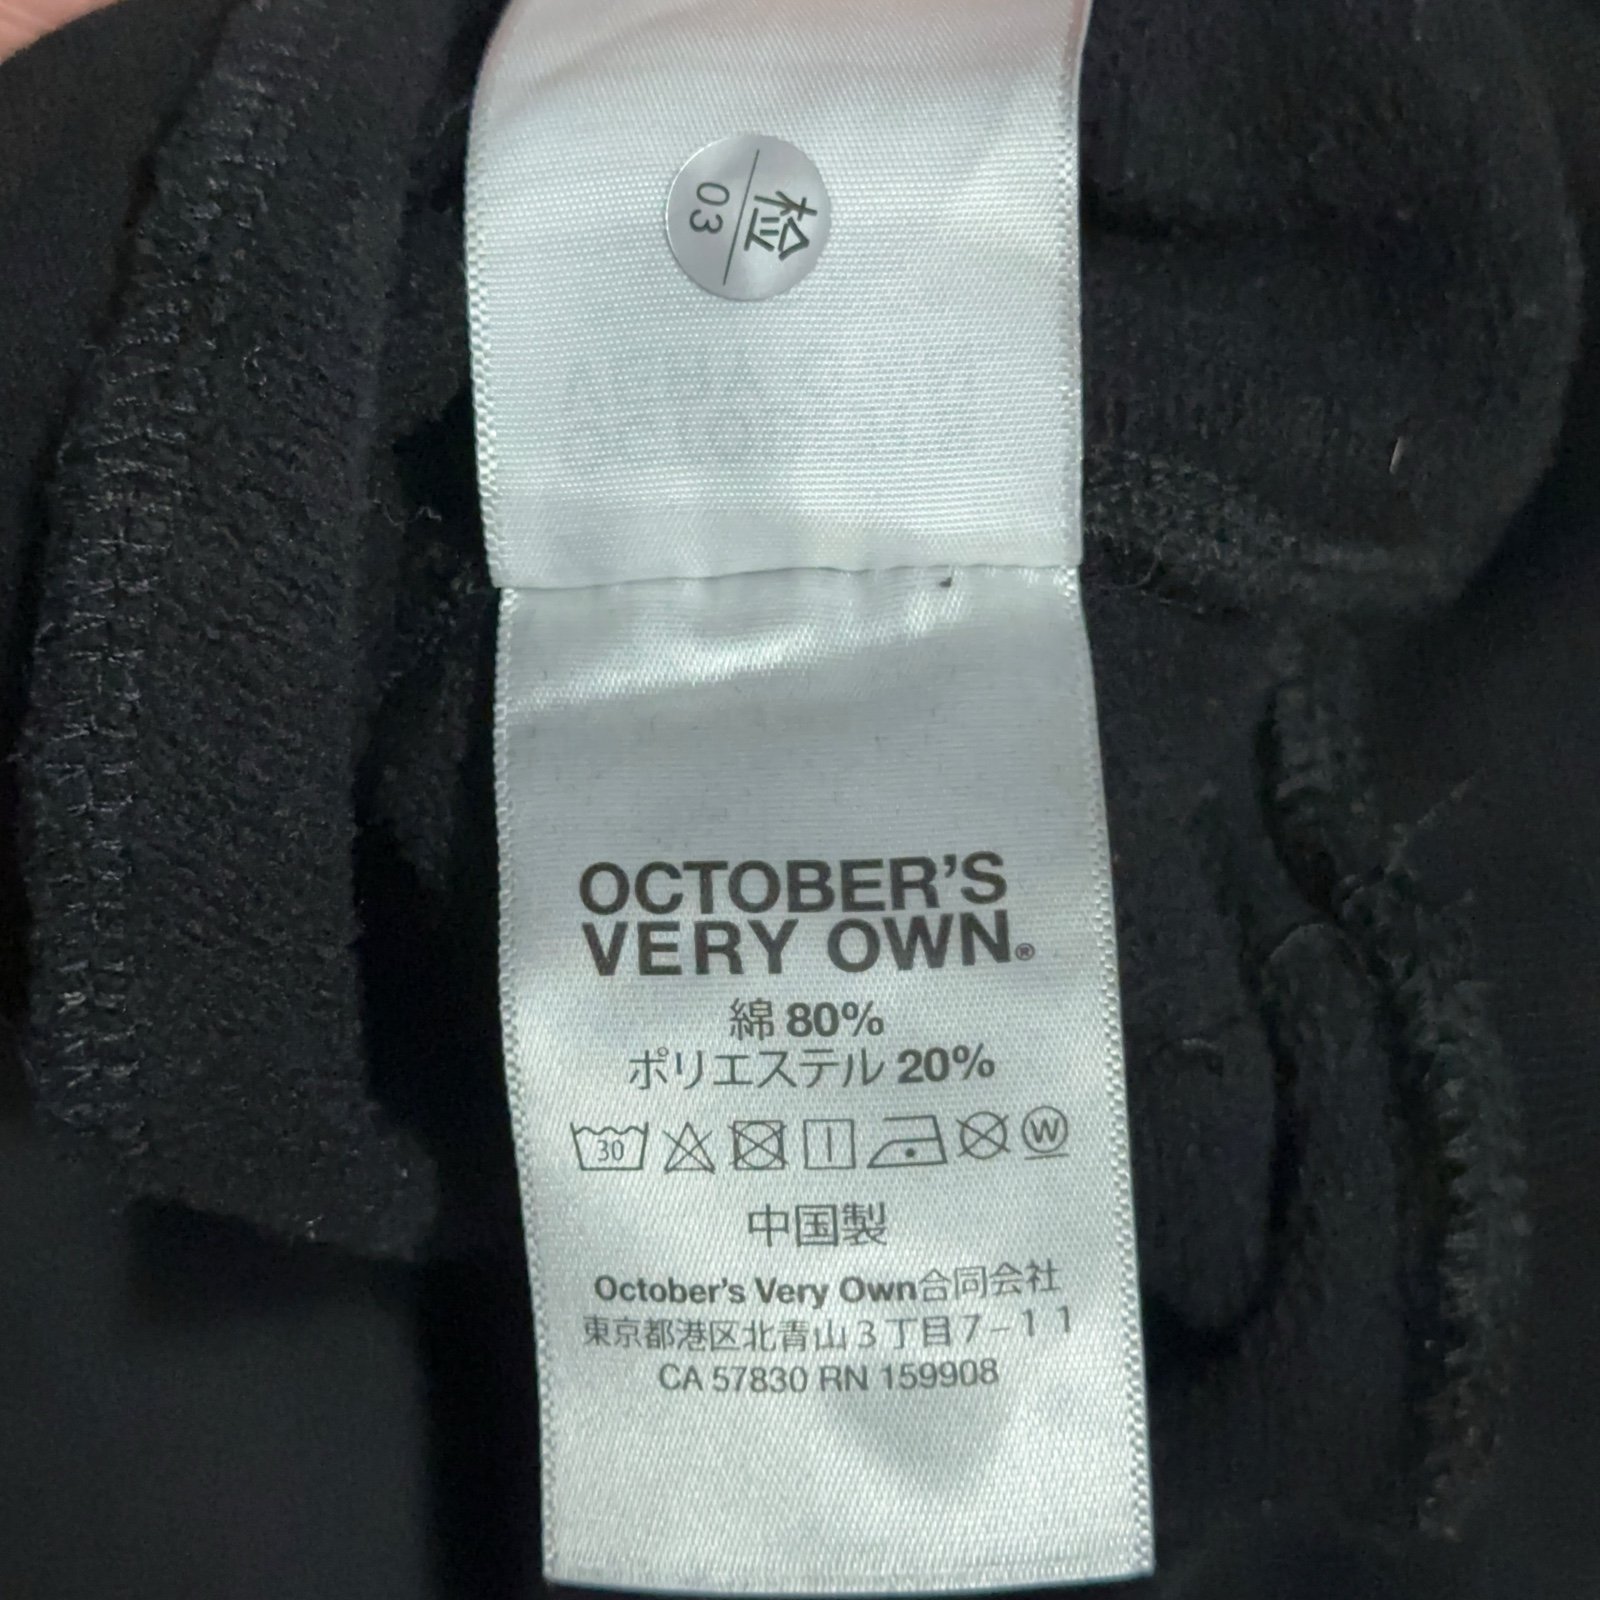 検
03
OCTOBER'S
VERY OWN®
綿 80%
ポリエステル 20%
30 W
中国製
October's Very Own合同会社
東京都港区北青山3丁目7-11
CA 57830 RN 159908